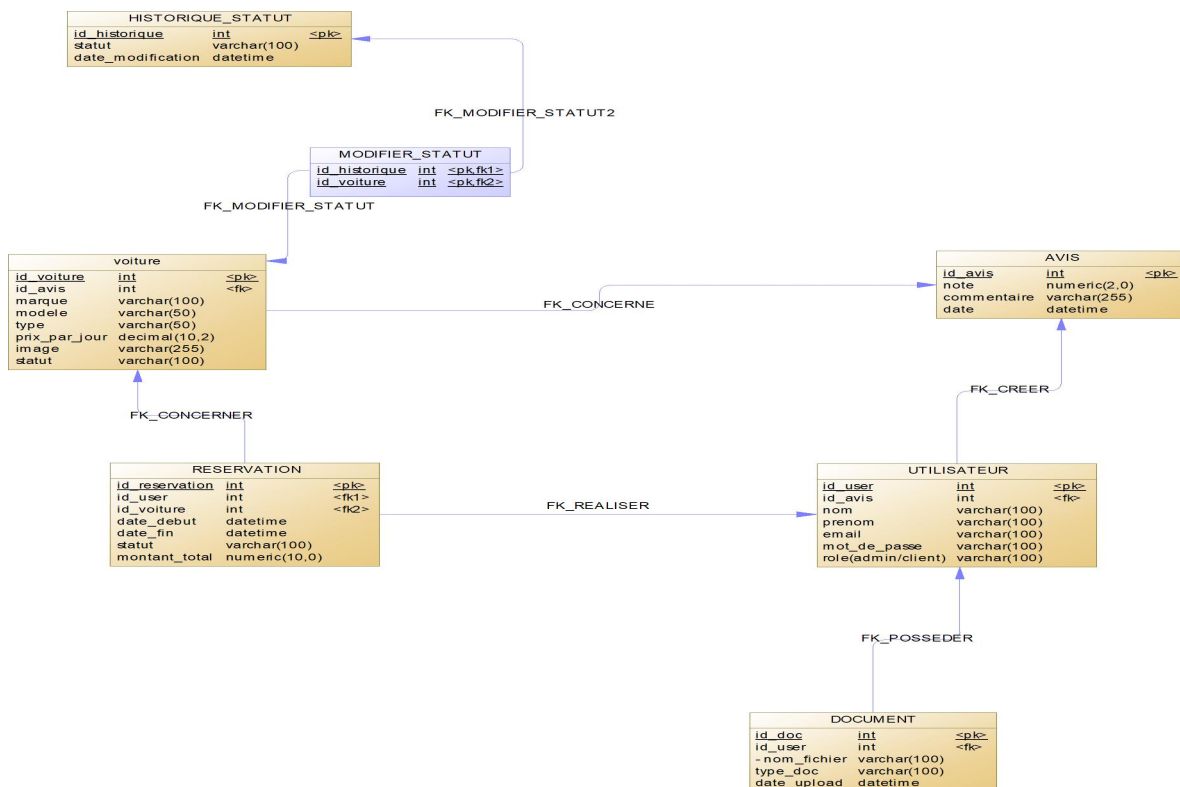 HISTORIQUE_STATUT
id_historique int <pk>
statut varchar(100)
date_modification datetime
FK_MODIFIER_STATUT2
MODIFIER_STATUT
id_historique int <pk,fk1>
id_voiture int <pk,fk2>
FK_MODIFIER_STATUT
voiture
id_voiture int <pk>
id_avis int <fk>
marque varchar(100)
modele varchar(50)
type varchar(50)
prix_par_jour decimal(10,2)
image varchar(255)
statut varchar(100)
FK_CONCERNE
AVIS
id_avis int <pk>
note numeric(2,0)
commentaire varchar(255)
date datetime
FK_CONCERNER
FK_CREER
RESERVATION
id_reservation int <pk>
id_user int <fk1>
id_voiture int <fk2>
date_debut datetime
date_fin datetime
statut varchar(100)
montant_total numeric(10,0)
FK_REALISER
UTILISATEUR
id_user int <pk>
id_avis int <fk>
nom varchar(100)
prenom varchar(100)
email varchar(100)
mot_de_passe varchar(100)
role(admin/client) varchar(100)
FK_POSSEDER
DOCUMENT
id_doc int <pk>
id_user int <fk>
-nom_fichier varchar(100)
type_doc varchar(100)
date_upload datetime